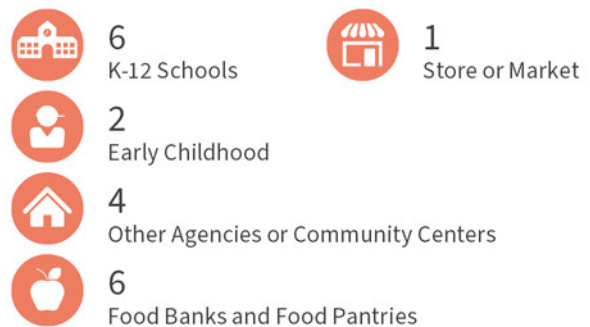 6
K-12 Schools
1
Store or Market
2
Early Childhood
4
Other Agencies or Community Centers
6
Food Banks and Food Pantries